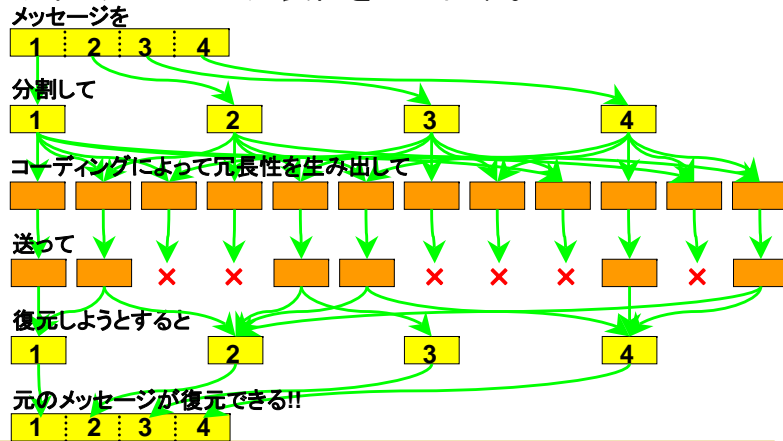 メッセージを
1 2 3 4
分割して
1 2 3 4
コーディングによって冗長性を生み出して
送って
× × × × × ×
復元しようとすると
1 2 3 4
元のメッセージが復元できる!!
1 2 3 4